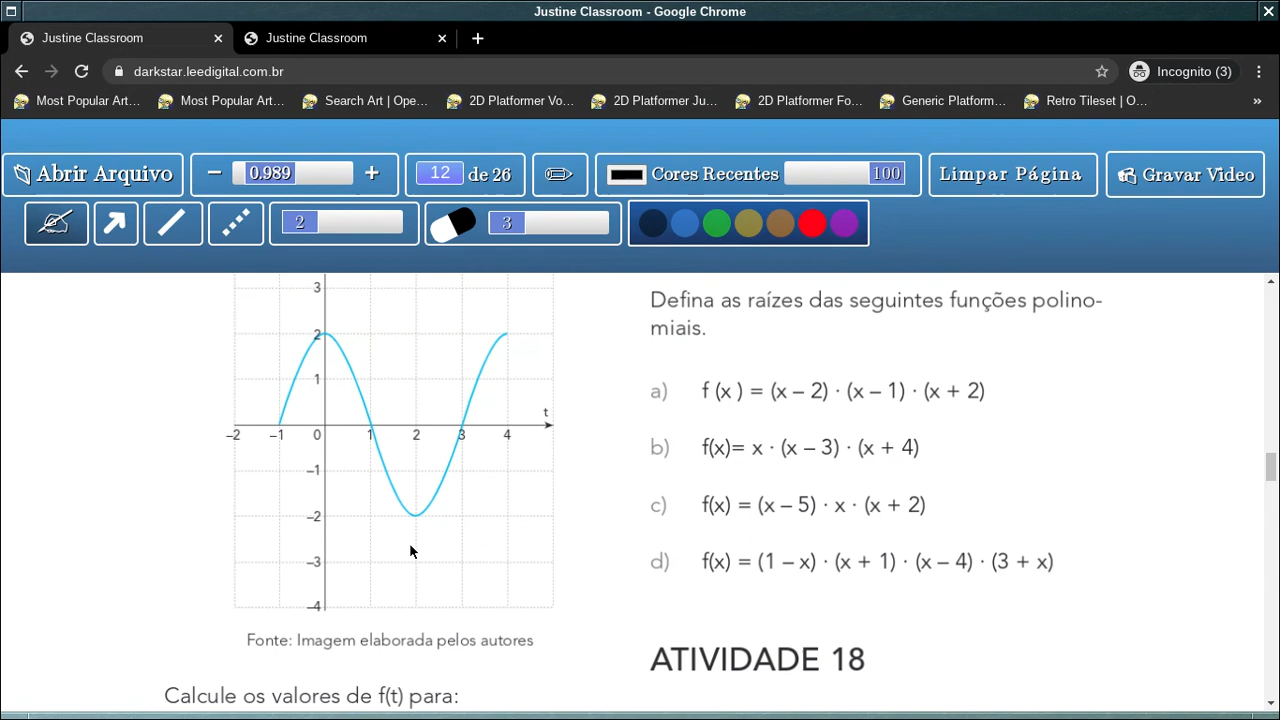 Justine Classroom - Google Chrome
Justine Classroom
Justine Classroom
darkstar.leedigital.com.br
Incognito (3)
Most Popular Art…
Most Popular Art…
Search Art | Ope…
2D Platformer Vo…
2D Platformer Ju…
2D Platformer Fo…
Generic Platform…
Retro Tileset | O…
»
Abrir Arquivo
− 0,989 +
12 de 26
Cores Recentes 100
Limpar Página
Gravar Video
2
3
3
2
1
t
–2 –1 0 1 2 3 4
–1
–2
–3
–4
Fonte: Imagem elaborada pelos autores
Calcule os valores de f(t) para:
Defina as raízes das seguintes funções polino-
miais.
a) f (x ) = (x – 2) · (x – 1) · (x + 2)
b) f(x)= x · (x – 3) · (x + 4)
c) f(x) = (x – 5) · x · (x + 2)
d) f(x) = (1 – x) · (x + 1) · (x – 4) · (3 + x)
ATIVIDADE 18